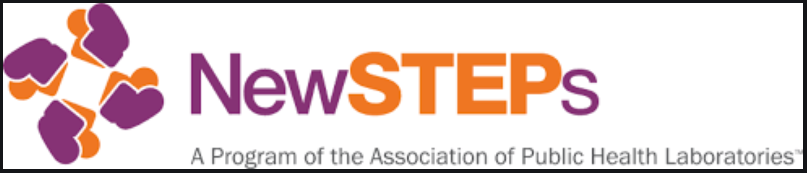 NewSTEPs
A Program of the Association of Public Health Laboratories™